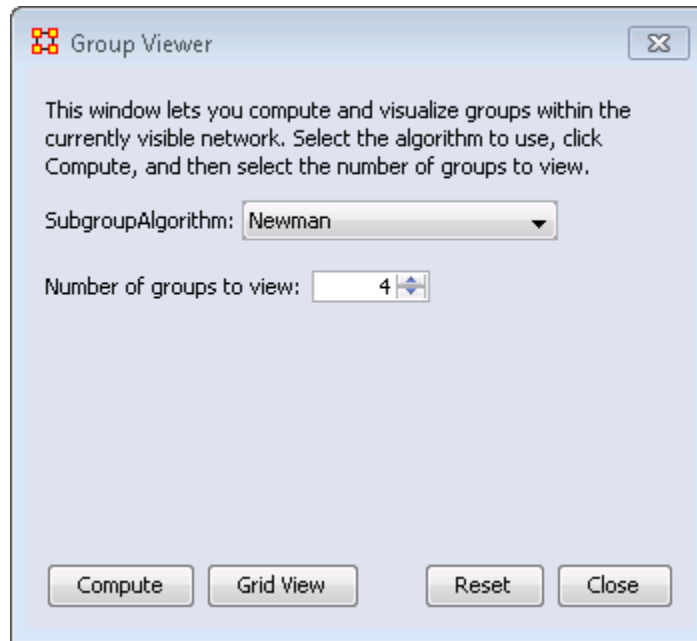 Group Viewer
This window lets you compute and visualize groups within the
currently visible network. Select the algorithm to use, click
Compute, and then select the number of groups to view.
SubgroupAlgorithm: Newman
Number of groups to view: 4
Compute Grid View Reset Close